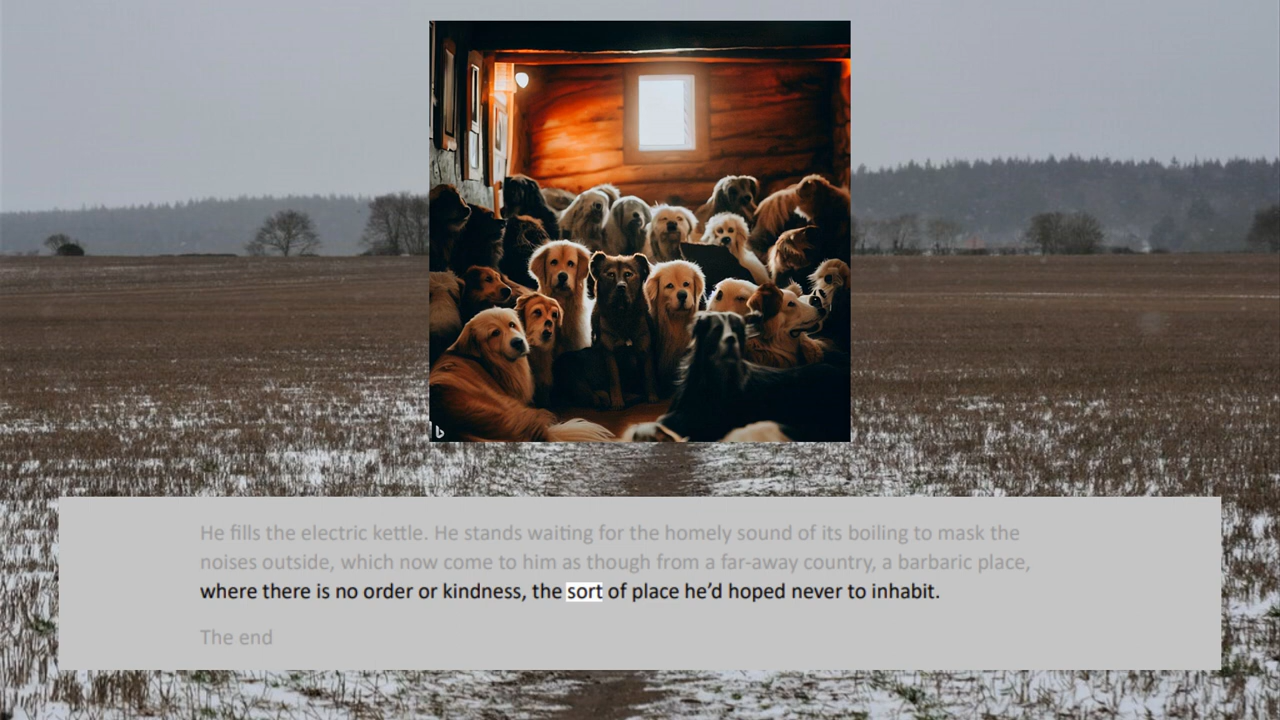 He fills the electric kettle. He stands waiting for the homely sound of its boiling to mask the
noises outside, which now come to him as though from a far-away country, a barbaric place,
where there is no order or kindness, the sort of place he’d hoped never to inhabit.
The end